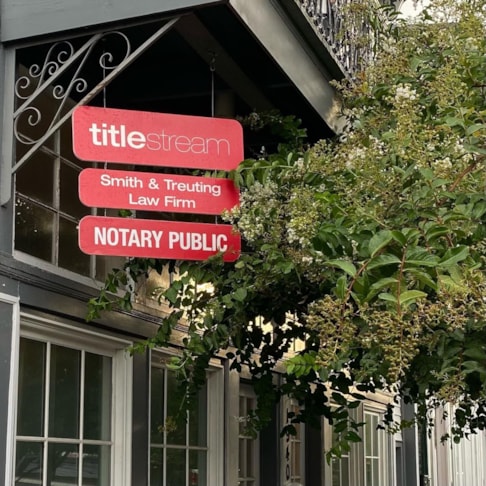 titlestream
Smith & Treuting
Law Firm
NOTARY PUBLIC